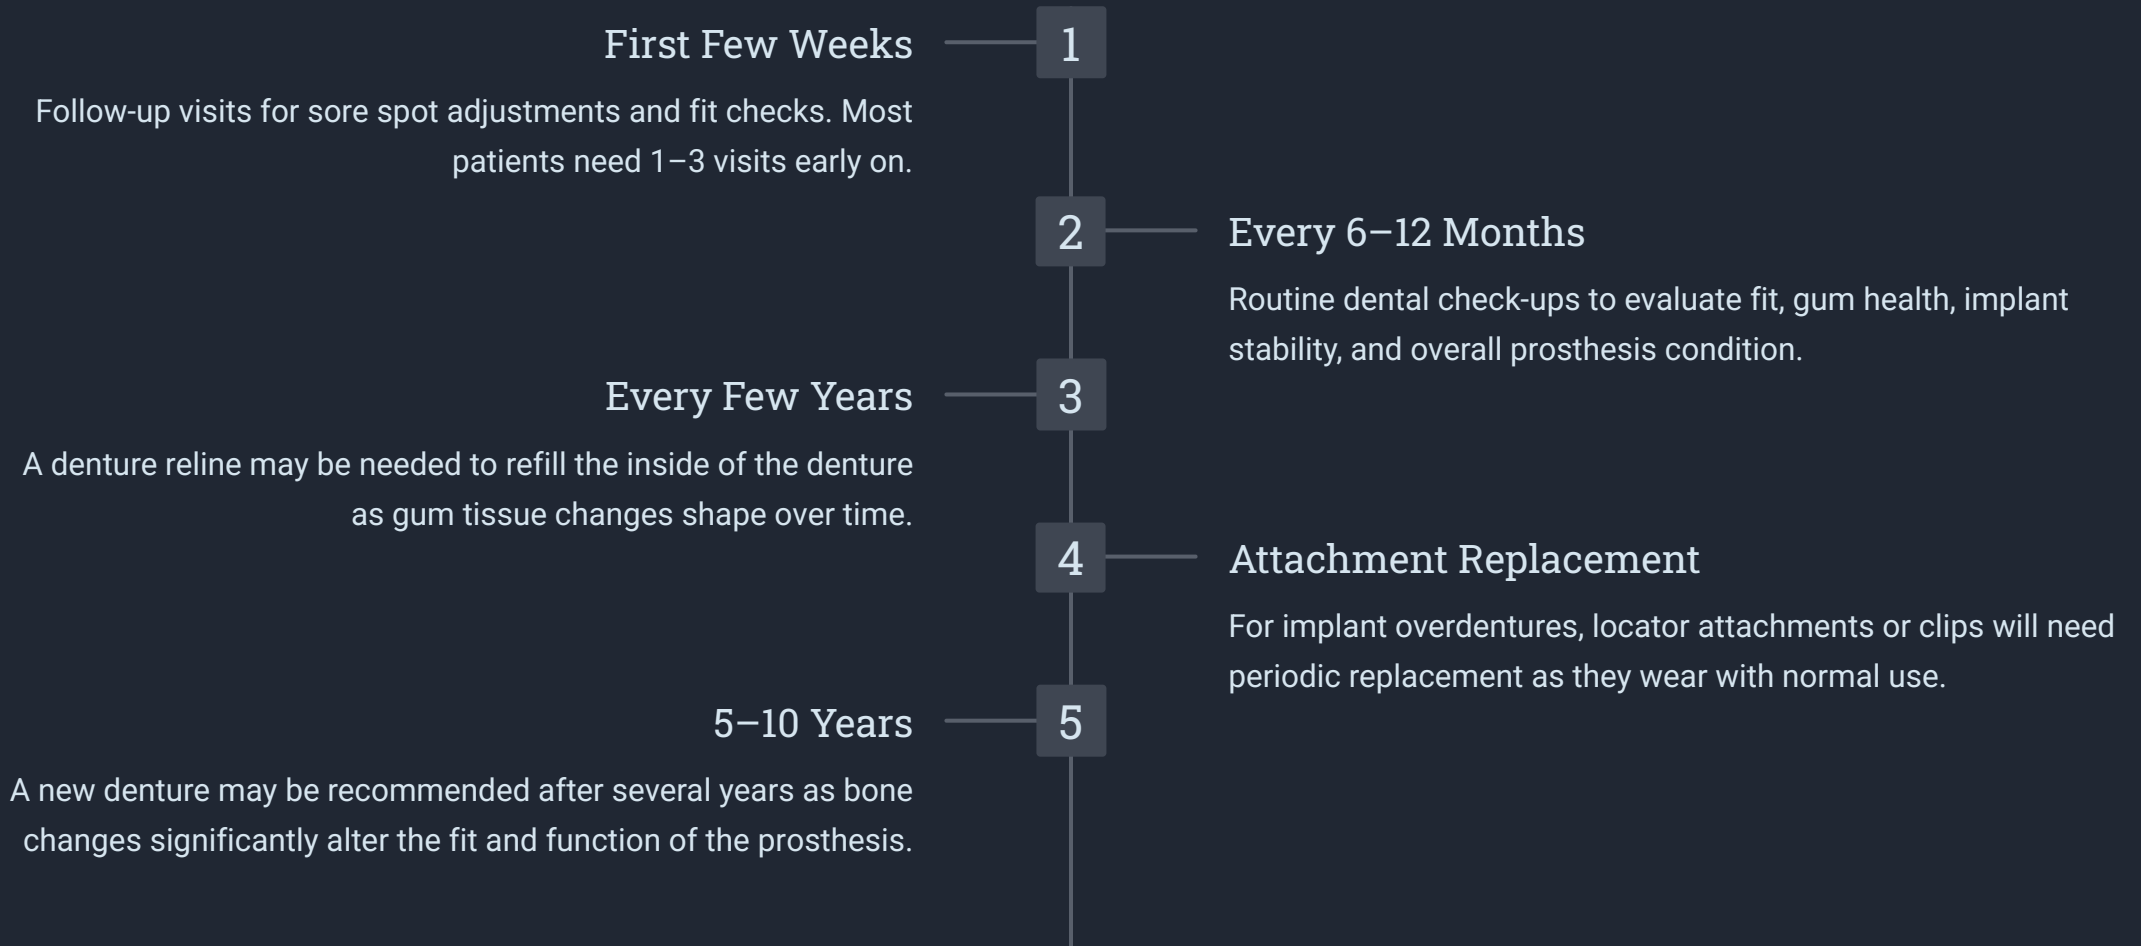 First Few Weeks
1
Follow-up visits for sore spot adjustments and fit checks. Most
patients need 1–3 visits early on.
2
Every 6–12 Months
Routine dental check-ups to evaluate fit, gum health, implant
stability, and overall prosthesis condition.
Every Few Years
3
A denture reline may be needed to refill the inside of the denture
as gum tissue changes shape over time.
4
Attachment Replacement
For implant overdentures, locator attachments or clips will need
periodic replacement as they wear with normal use.
5–10 Years
5
A new denture may be recommended after several years as bone
changes significantly alter the fit and function of the prosthesis.